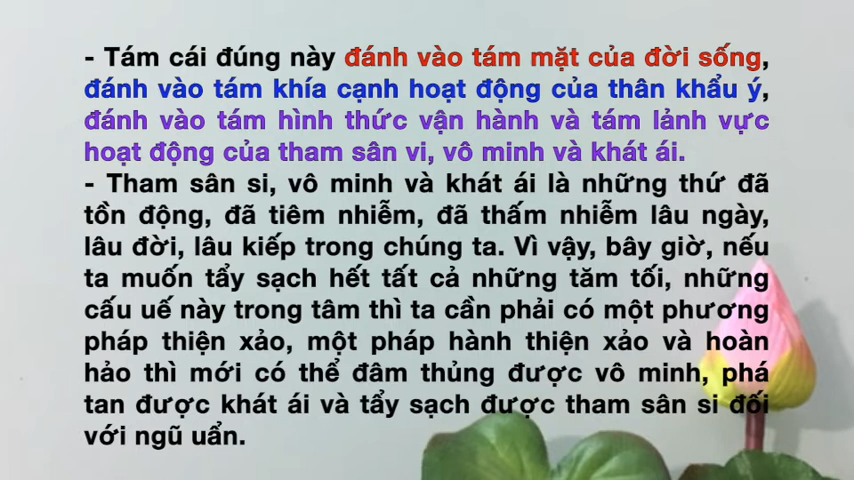 - Tám cái đúng này đánh vào tám mặt của đời sống,
đánh vào tám khía cạnh hoạt động của thân khẩu ý,
đánh vào tám hình thức vận hành và tám lảnh vực
hoạt động của tham sân vi, vô minh và khát ái.
- Tham sân si, vô minh và khát ái là những thứ đã
tồn động, đã tiêm nhiễm, đã thấm nhiễm lâu ngày,
lâu đời, lâu kiếp trong chúng ta. Vì vậy, bây giờ, nếu
ta muốn tẩy sạch hết tất cả những tăm tối, những
cấu uế này trong tâm thì ta cần phải có một phương
pháp thiện xảo, một pháp hành thiện xảo và hoàn
hảo thì mới có thể đâm thủng được vô minh, phá
tan được khát ái và tẩy sạch được tham sân si đối
với ngũ uẩn.